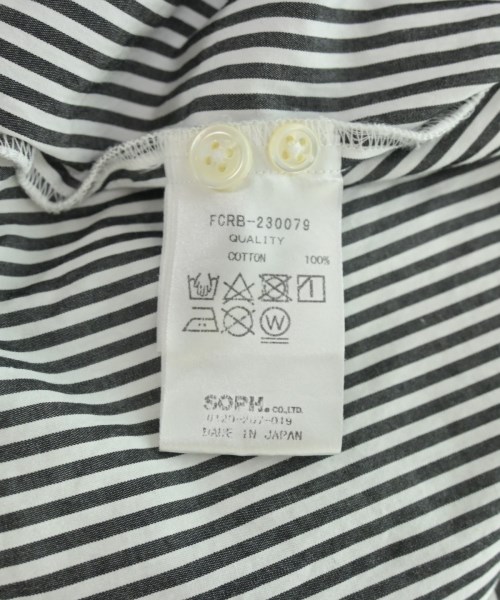 FCRB-230079
QUALITY
COTTON 100%
W
SOPH.CO.,LTD.
MADE IN JAPAN